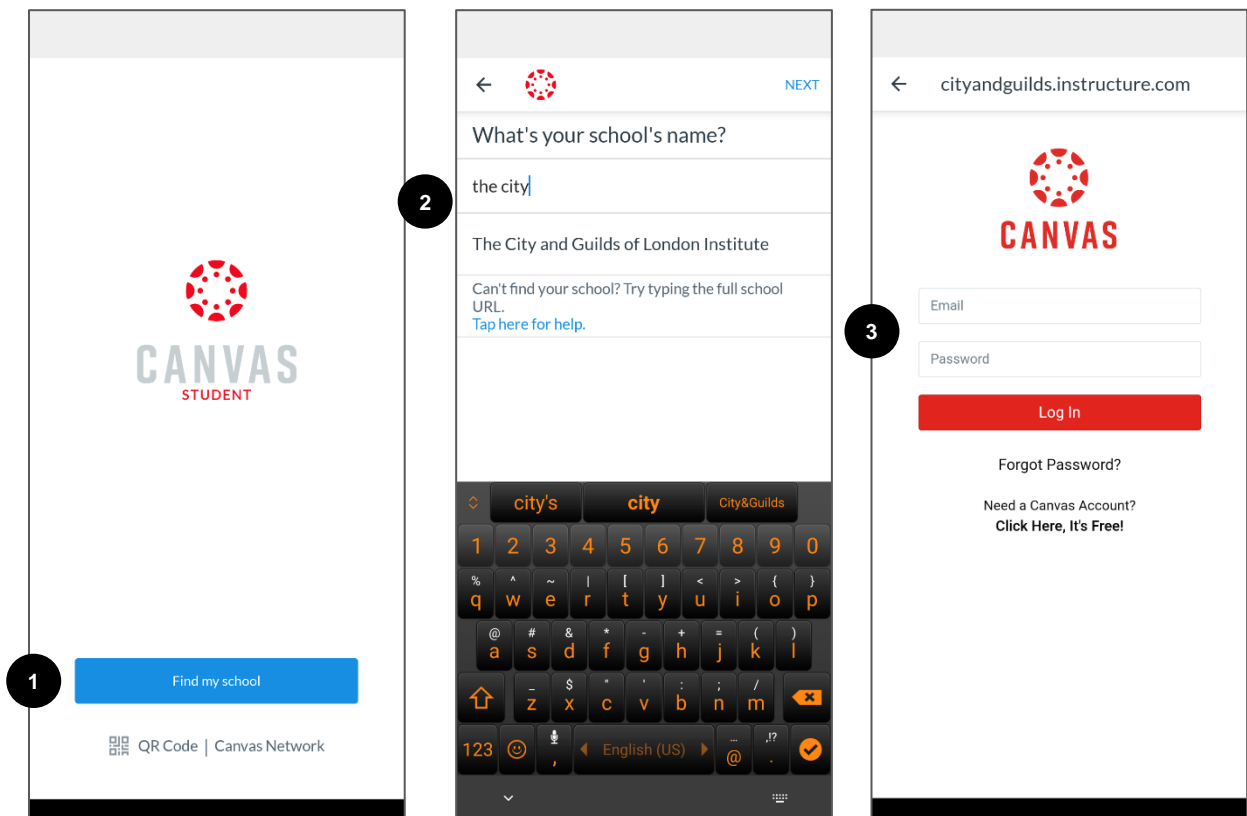 CANVAS
STUDENT
1
Find my school
QR Code | Canvas Network
2
NEXT
What's your school's name?
the city
The City and Guilds of London Institute
Can't find your school? Try typing the full school
URL.
Tap here for help.
city's city City&Guilds
1 2 3 4 5 6 7 8 9 0
% ^ ~ | [ ] < > { }
q w e r t y u i o p
@ # & * - + = ( )
a s d f g h j k l
_ $ " ' : ; /
z x c v b n m
... ,!?
123 , English (US) @ .
3
cityandguilds.instructure.com
CANVAS
Email
Password
Log In
Forgot Password?
Need a Canvas Account?
Click Here, It's Free!